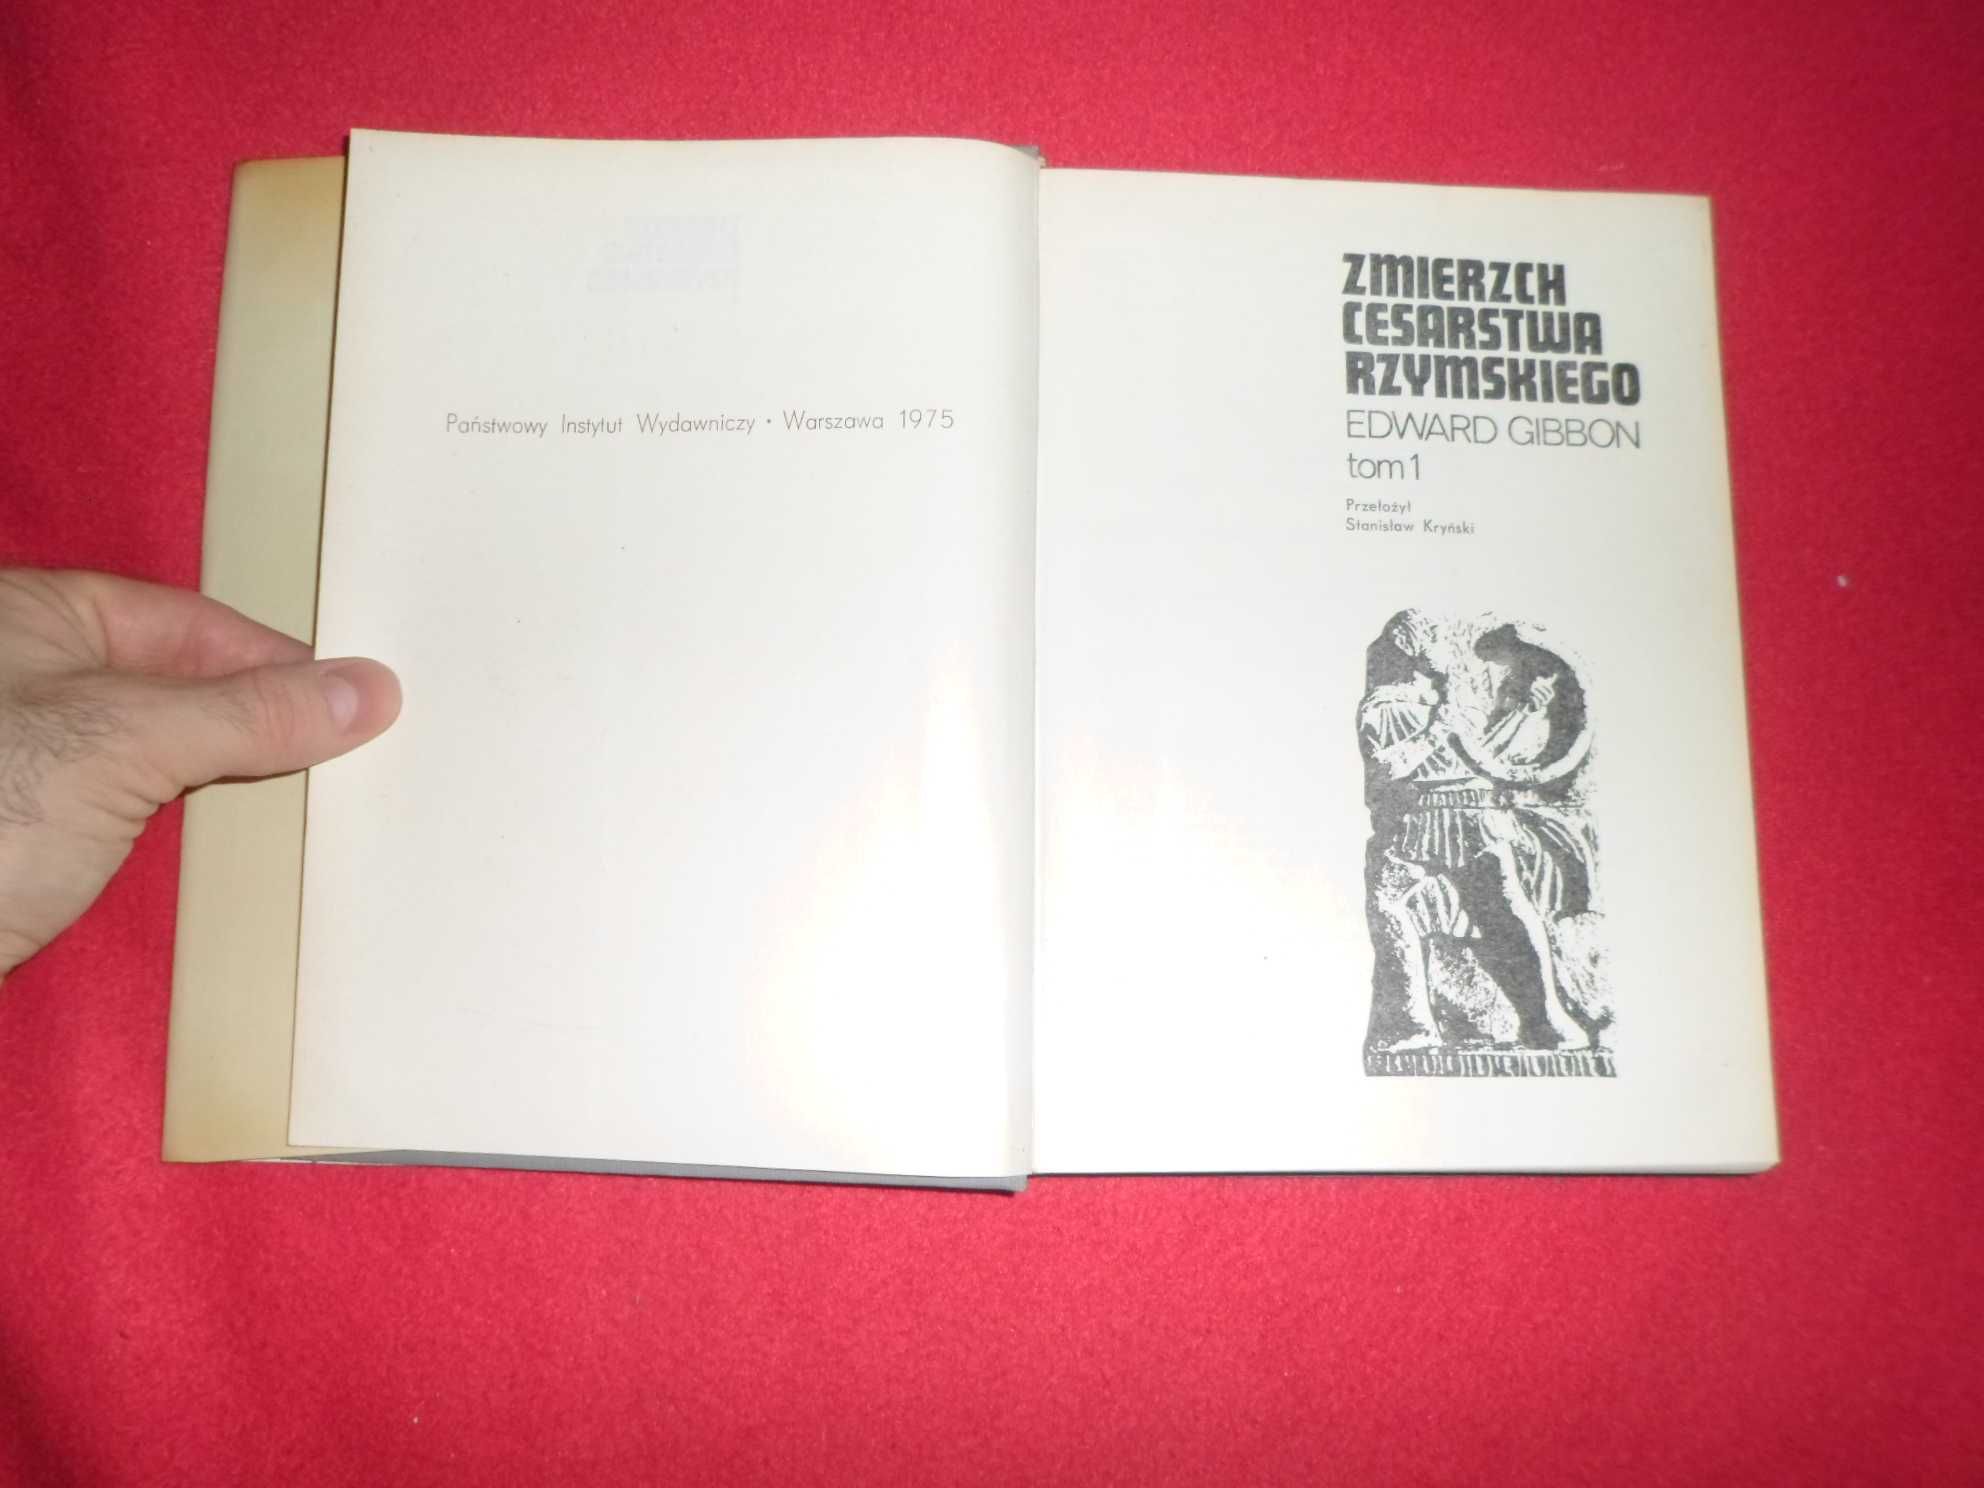 Państwowy Instytut Wydawniczy • Warszawa 1975
ZMIERZCH
CESARSTWA
RZYMSKIEGO
EDWARD GIBBON
tom 1
Przełożył
Stanisław Kryński